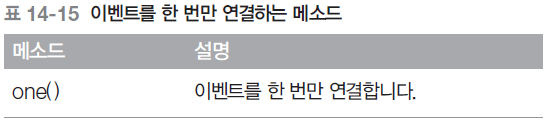 표 14-15 이벤트를 한 번만 연결하는 메소드
메소드 설명
one() 이벤트를 한 번만 연결합니다.